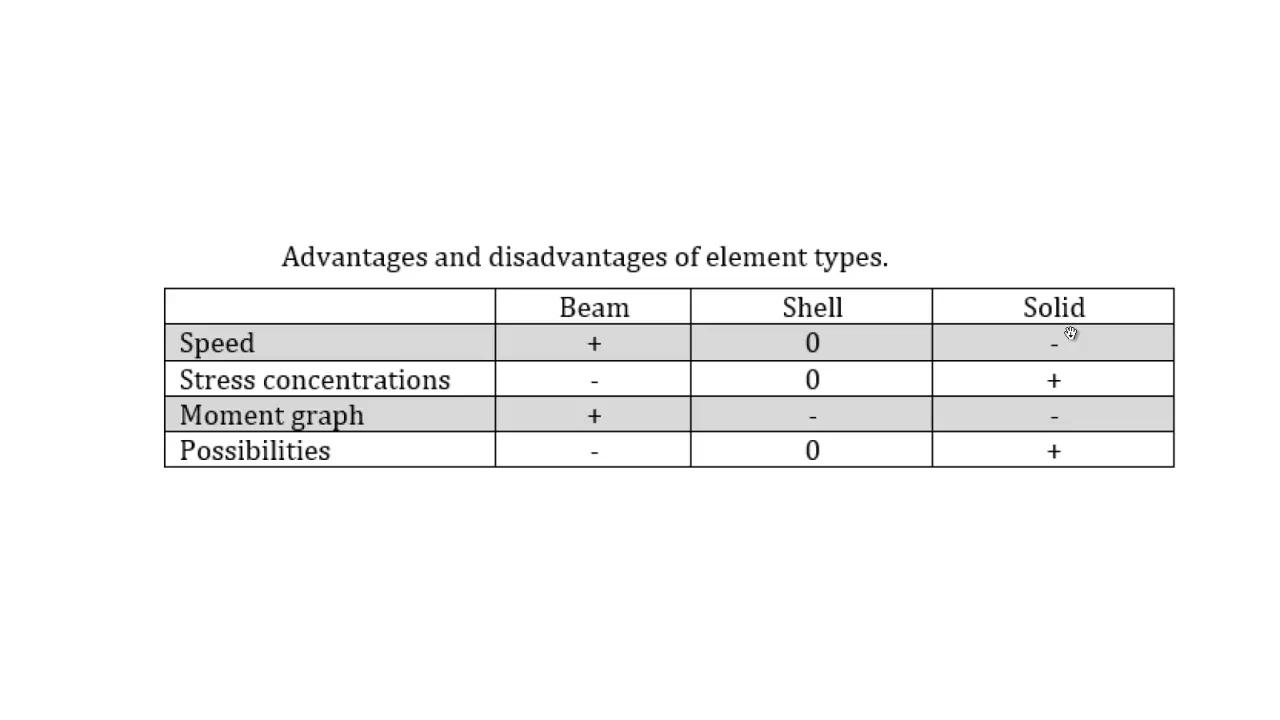 Advantages and disadvantages of element types.
Beam Shell Solid
Speed + 0 -
Stress concentrations - 0 +
Moment graph + - -
Possibilities - 0 +